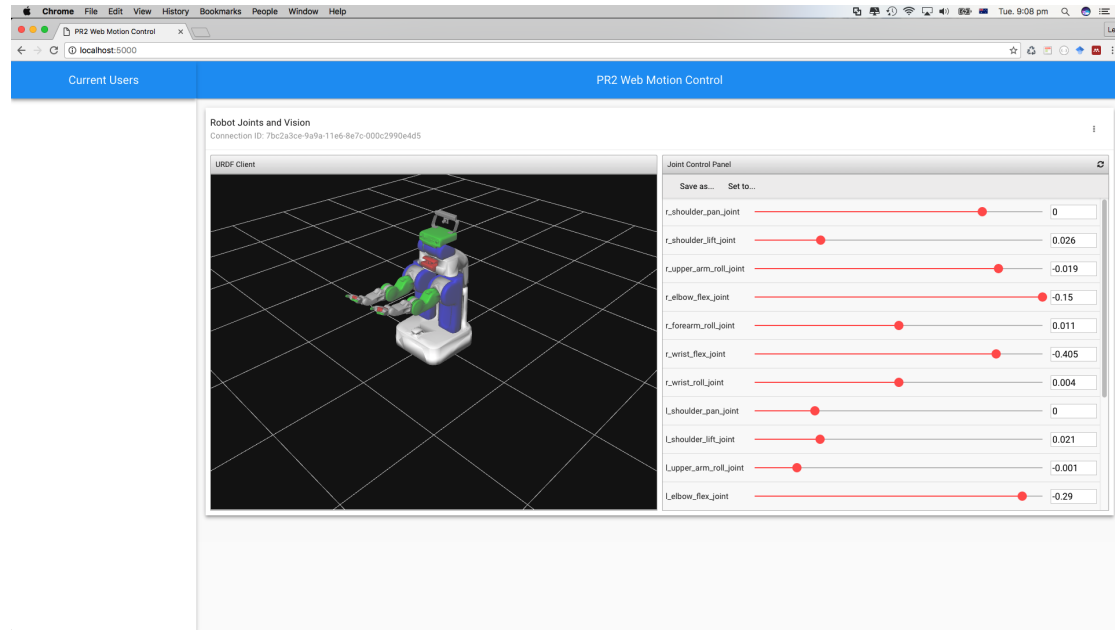 Chrome File Edit View History Bookmarks People Window Help
Tue. 9:08 pm
PR2 Web Motion Control
localhost:5000
Current Users
PR2 Web Motion Control
Robot Joints and Vision
Connection ID: 7bc2a3ce-9a9a-11e6-8e7c-000c2990e4d5
URDF Client
Joint Control Panel
Save as... Set to...
r_shoulder_pan_joint 0
r_shoulder_lift_joint 0.026
r_upper_arm_roll_joint -0.019
r_elbow_flex_joint -0.15
r_forearm_roll_joint 0.011
r_wrist_flex_joint -0.405
r_wrist_roll_joint 0.004
l_shoulder_pan_joint 0
l_shoulder_lift_joint 0.021
l_upper_arm_roll_joint -0.001
l_elbow_flex_joint -0.29